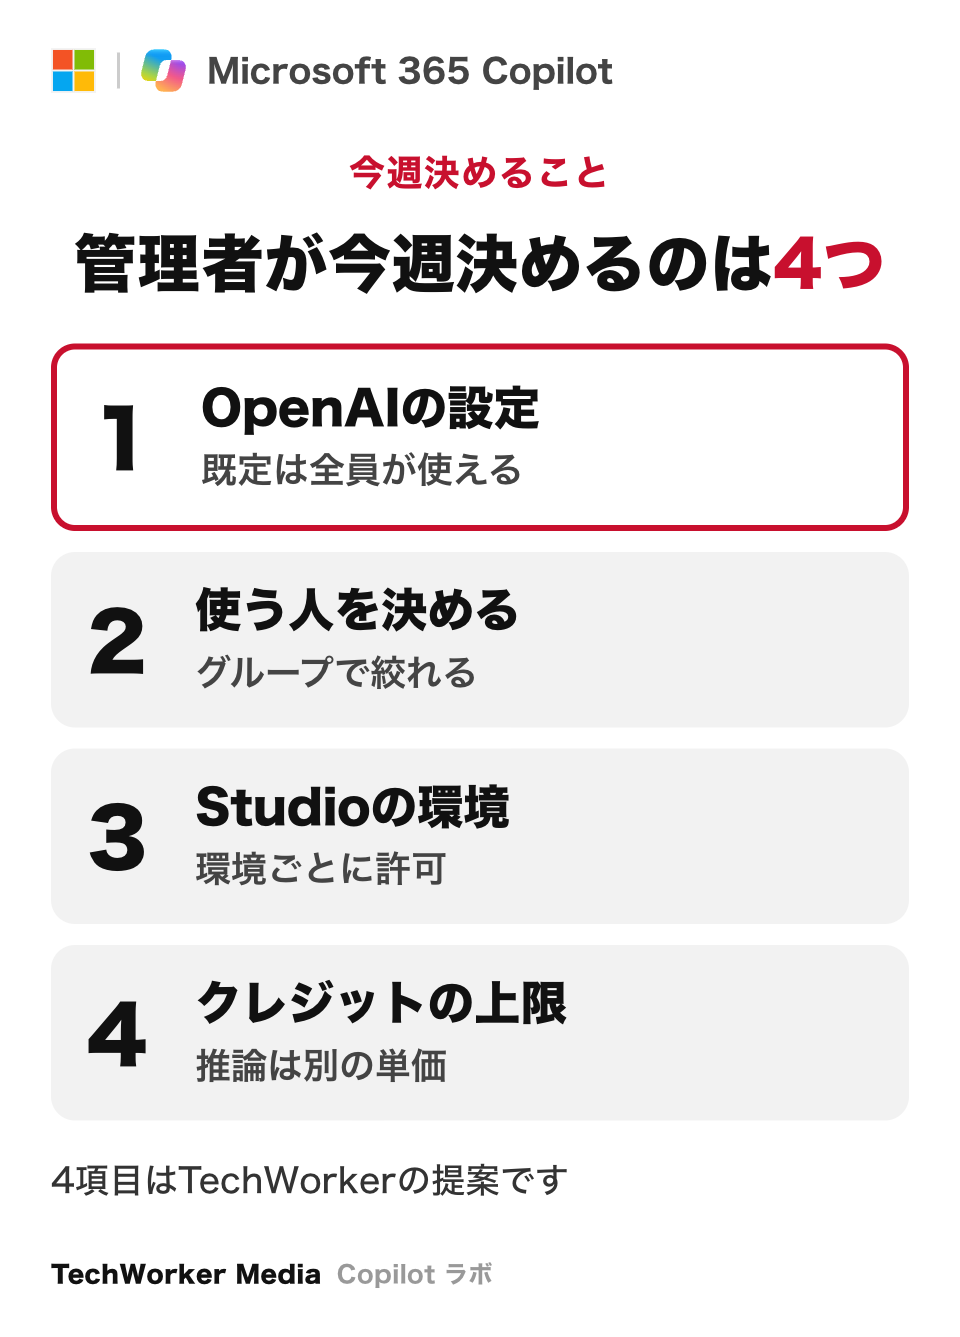 Microsoft 365 Copilot
今週決めること
管理者が今週決めるのは4つ
1
OpenAIの設定
既定は全員が使える
2
使う人を決める
グループで絞れる
3
Studioの環境
環境ごとに許可
4
クレジットの上限
推論は別の単価
4項目はTechWorkerの提案です
TechWorker Media Copilot ラボ